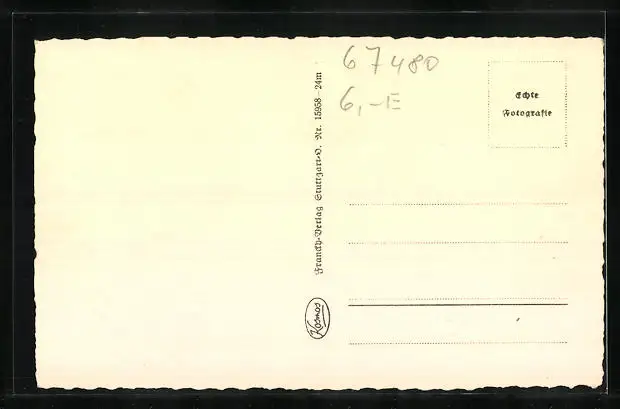 67480
6,-E
Echte
Fotografie
Franckh-Verlag Stuttgart-O. Nr. 15958-24m
Kosmos